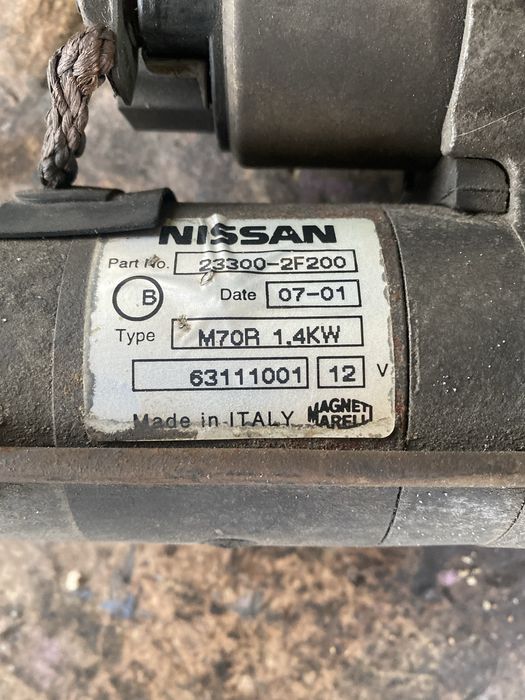 NISSAN
Part No. 23300-2F200
B Date 07-01
Type M70R 1,4KW
63111001 12 V
Made in ITALY MAGNETI MARELLI